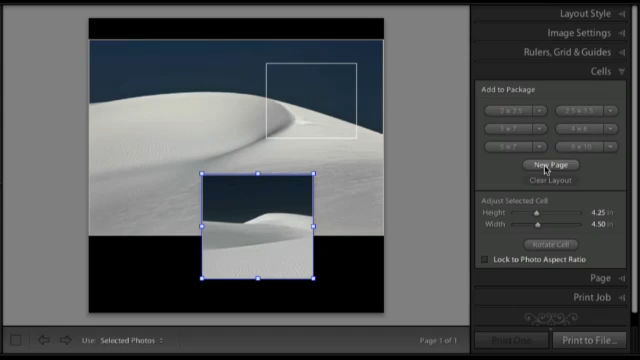 Layout Style
Image Settings
Rulers, Grid & Guides
Cells
Add to Package
2 x 2.5
2.5 x 3.5
3 x 7
4 x 6
5 x 7
8 x 10
New Page
Clear Layout
Adjust Selected Cell
Height 4.25 in
Width 4.50 in
Rotate Cell
Lock to Photo Aspect Ratio
Page
Print Job
Use: Selected Photos
Page 1 of 1
Print One
Print to File...